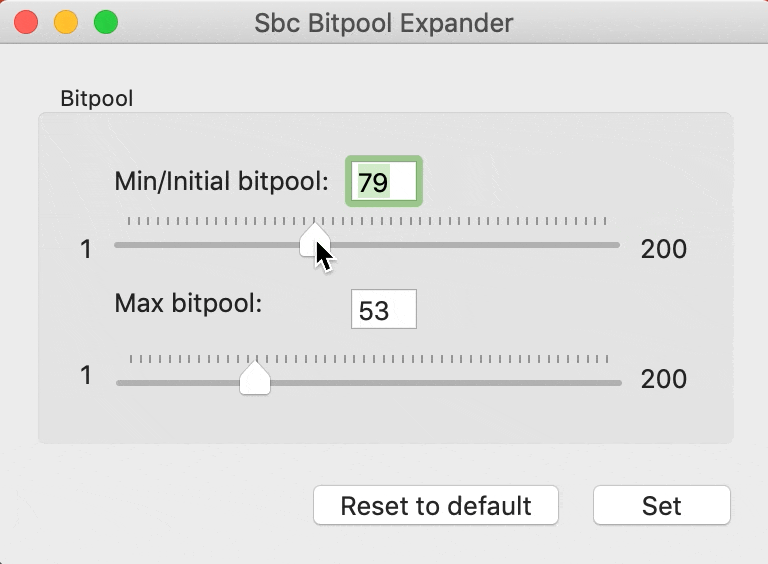 Sbc Bitpool Expander
Bitpool
Min/Initial bitpool: 79
1 200
Max bitpool: 53
1 200
Reset to default Set